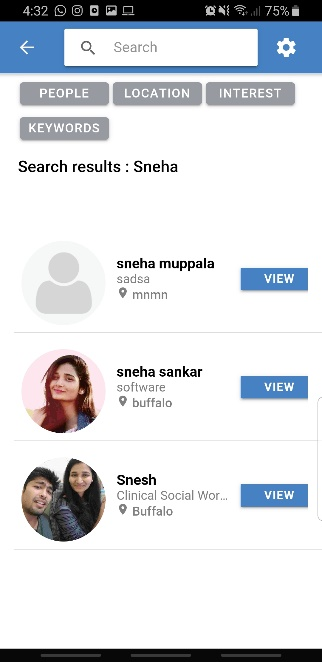 4:32
75%
Search
PEOPLE LOCATION INTEREST
KEYWORDS
Search results : Sneha
sneha muppala
sadsa
mnmn
VIEW
sneha sankar
software
buffalo
VIEW
Snesh
Clinical Social Wor...
Buffalo
VIEW